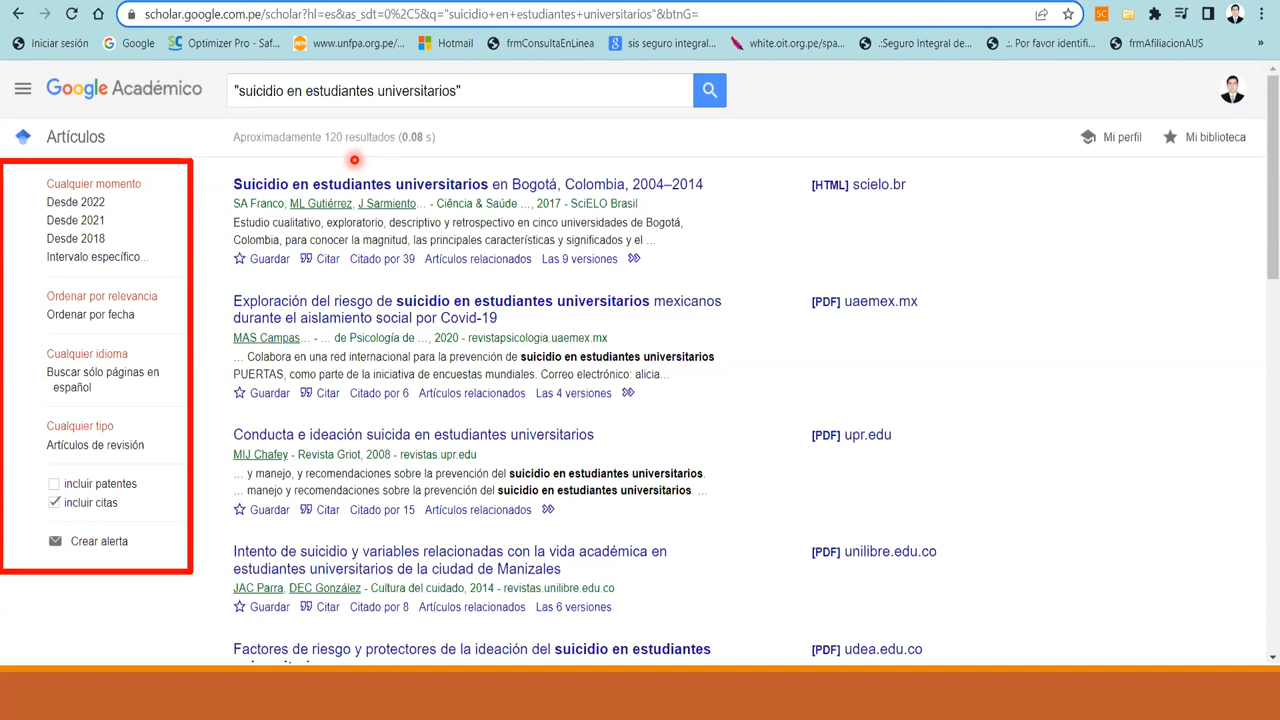 scholar.google.com.pe/scholar?hl=es&as_sdt=0%2C5&q="suicidio+en+estudiantes+universitarios"&btnG=
Iniciar sesión
Google
Optimizer Pro - Saf...
www.unfpa.org.pe/...
Hotmail
frmConsultaEnLinea
sis seguro integral...
white.oit.org.pe/spa...
.:Seguro Integral de...
.:. Por favor identifi...
frmAfiliacionAUS
»
Google Académico
"suicidio en estudiantes universitarios"
Artículos
Aproximadamente 120 resultados (0.08 s)
Mi perfil
Mi biblioteca
Cualquier momento
Desde 2022
Desde 2021
Desde 2018
Intervalo específico...
Ordenar por relevancia
Ordenar por fecha
Cualquier idioma
Buscar sólo páginas en
español
Cualquier tipo
Artículos de revisión
incluir patentes
incluir citas
Crear alerta
Suicidio en estudiantes universitarios en Bogotá, Colombia, 2004–2014
[HTML] scielo.br
SA Franco, ML Gutiérrez, J Sarmiento... - Ciência & Saúde ..., 2017 - SciELO Brasil
Estudio cualitativo, exploratorio, descriptivo y retrospectivo en cinco universidades de Bogotá,
Colombia, para conocer la magnitud, las principales características y significados y el ...
Guardar Citar Citado por 39 Artículos relacionados Las 9 versiones
Exploración del riesgo de suicidio en estudiantes universitarios mexicanos
durante el aislamiento social por Covid-19
[PDF] uaemex.mx
MAS Campas... - ... de Psicología de ..., 2020 - revistapsicologia.uaemex.mx
... Colabora en una red internacional para la prevención de suicidio en estudiantes universitarios
PUERTAS, como parte de la iniciativa de encuestas mundiales. Correo electrónico: alicia...
Guardar Citar Citado por 6 Artículos relacionados Las 4 versiones
Conducta e ideación suicida en estudiantes universitarios
[PDF] upr.edu
MIJ Chafey - Revista Griot, 2008 - revistas.upr.edu
... y manejo, y recomendaciones sobre la prevención del suicidio en estudiantes universitarios.
... manejo y recomendaciones sobre la prevención del suicidio en estudiantes universitarios. ...
Guardar Citar Citado por 15 Artículos relacionados
Intento de suicidio y variables relacionadas con la vida académica en
estudiantes universitarios de la ciudad de Manizales
[PDF] unilibre.edu.co
JAC Parra, DEC González - Cultura del cuidado, 2014 - revistas.unilibre.edu.co
Guardar Citar Citado por 8 Artículos relacionados Las 6 versiones
Factores de riesgo y protectores de la ideación del suicidio en estudiantes
[PDF] udea.edu.co